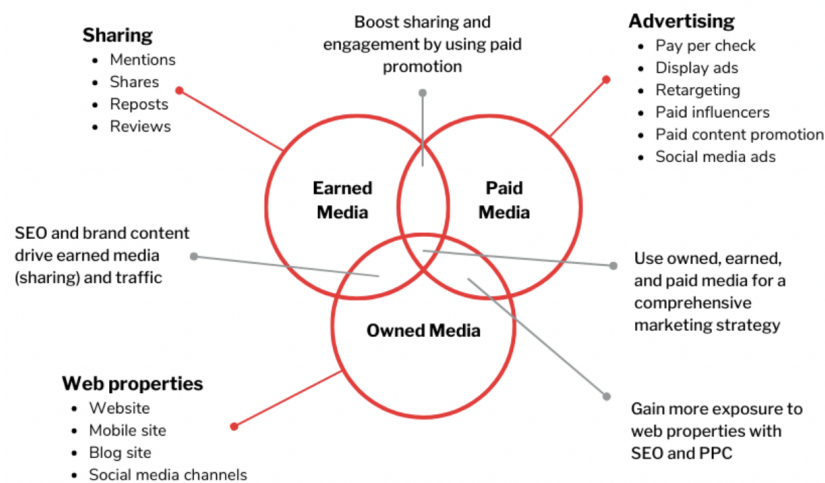 Sharing
• Mentions
• Shares
• Reposts
• Reviews
Boost sharing and
engagement by using paid
promotion
Advertising
• Pay per check
• Display ads
• Retargeting
• Paid influencers
• Paid content promotion
• Social media ads
Earned
Media
Paid
Media
SEO and brand content
drive earned media
(sharing) and traffic
Use owned, earned,
and paid media for a
comprehensive
marketing strategy
Owned Media
Web properties
• Website
• Mobile site
• Blog site
• Social media channels
Gain more exposure to
web properties with
SEO and PPC